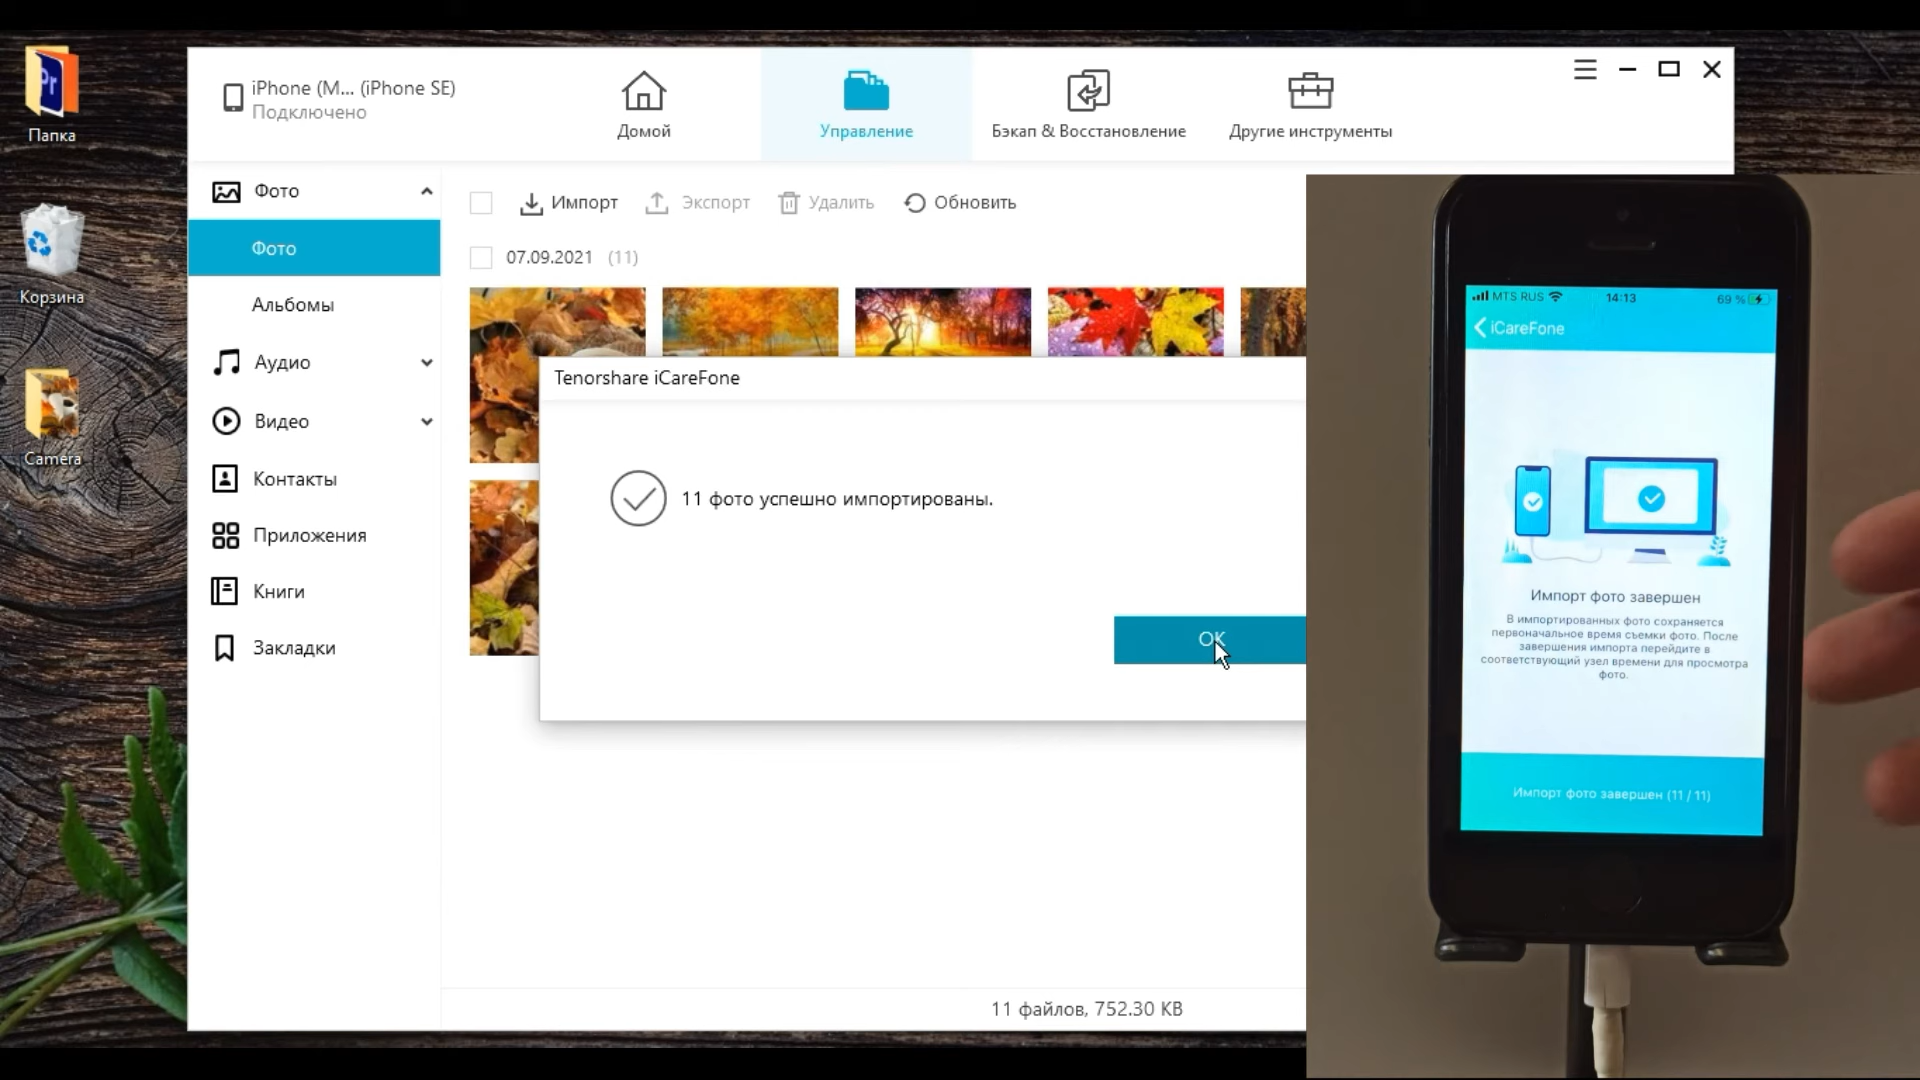 Pr
Папка
Корзина
Camera
iPhone (M... (iPhone SE)
Подключено
Домой
Управление
Бэкап & Восстановление
Другие инструменты
Фото
Фото
Альбомы
Аудио
Видео
Контакты
Приложения
Книги
Закладки
Импорт
Экспорт
Удалить
Обновить
07.09.2021 (11)
Tenorshare iCareFone
11 фото успешно импортированы.
OK
11 файлов, 752.30 KB
MTS RUS 14:13 69 %
iCareFone
Импорт фото завершен
В импортированных фото сохраняется
первоначальное время съемки фото. После
завершения импорта перейдите в
соответствующий узел времени для просмотра
фото.
Импорт фото завершен (11 / 11)